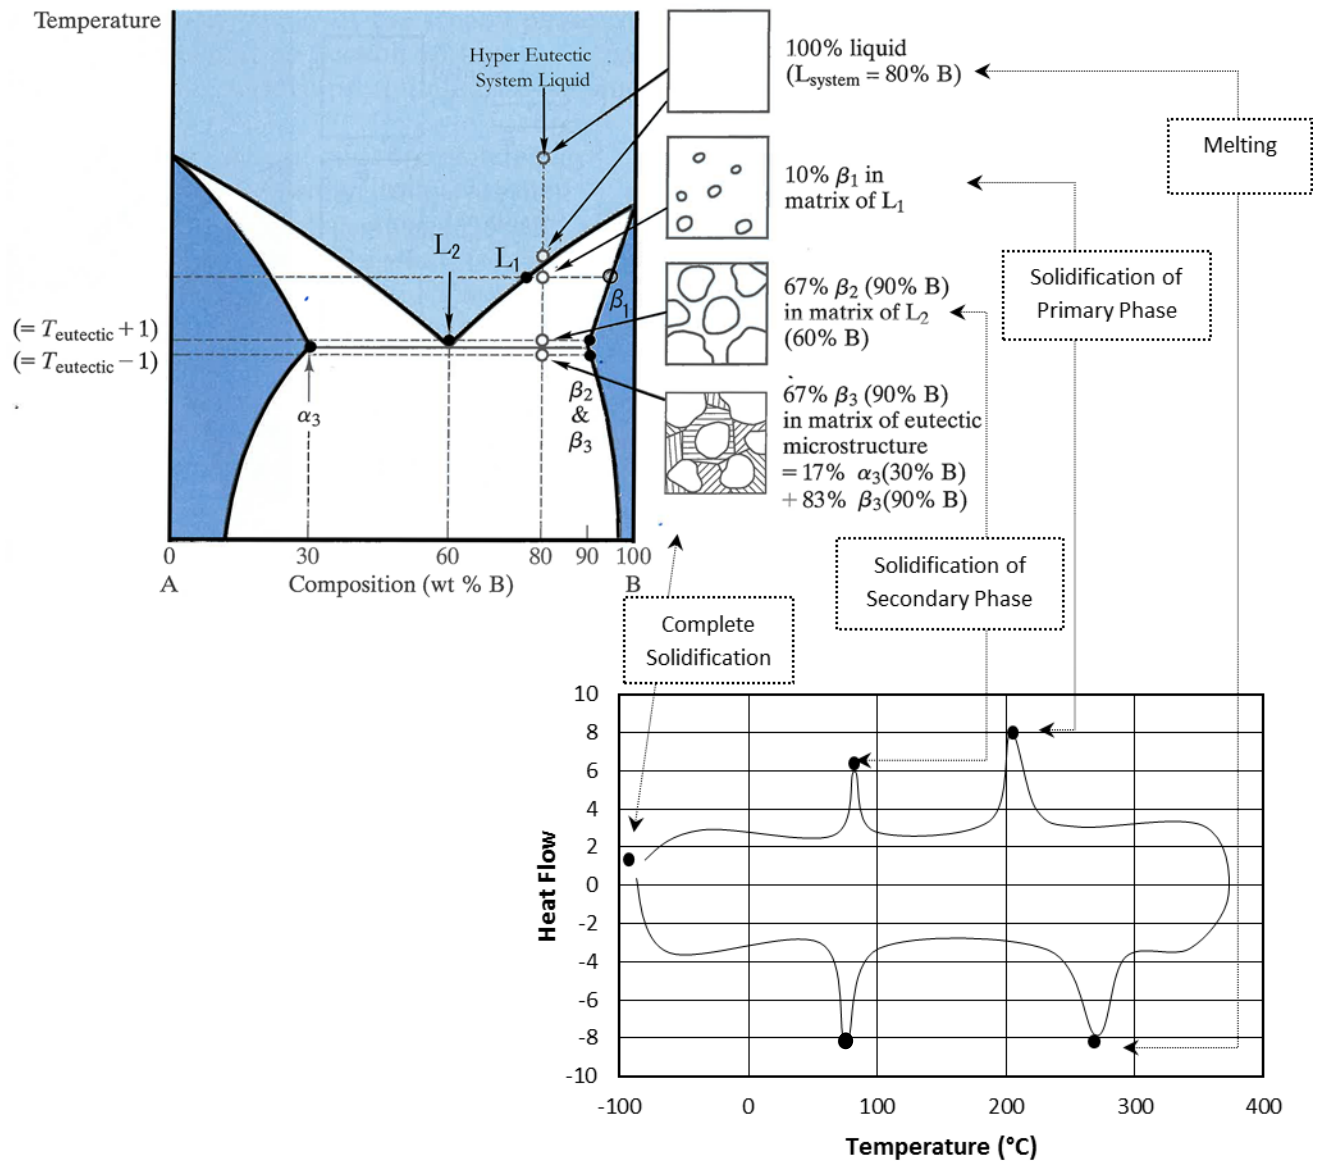 Temperature
Hyper Eutectic
System Liquid
100% liquid
(Lsystem = 80% B)
Melting
10% β1 in
matrix of L1
L2
L1
β1
67% β2 (90% B)
in matrix of L2
(60% B)
Solidification of
Primary Phase
(= Teutectic + 1)
(= Teutectic − 1)
α3
β2
&
β3
67% β3 (90% B)
in matrix of eutectic
microstructure
= 17% α3(30% B)
+ 83% β3(90% B)
0 30 60 80 90 100
A Composition (wt % B) B
Solidification of
Secondary Phase
Complete
Solidification
10
8
6
4
2
0
-2
-4
-6
-8
-10
Heat Flow
-100 0 100 200 300 400
Temperature (°C)